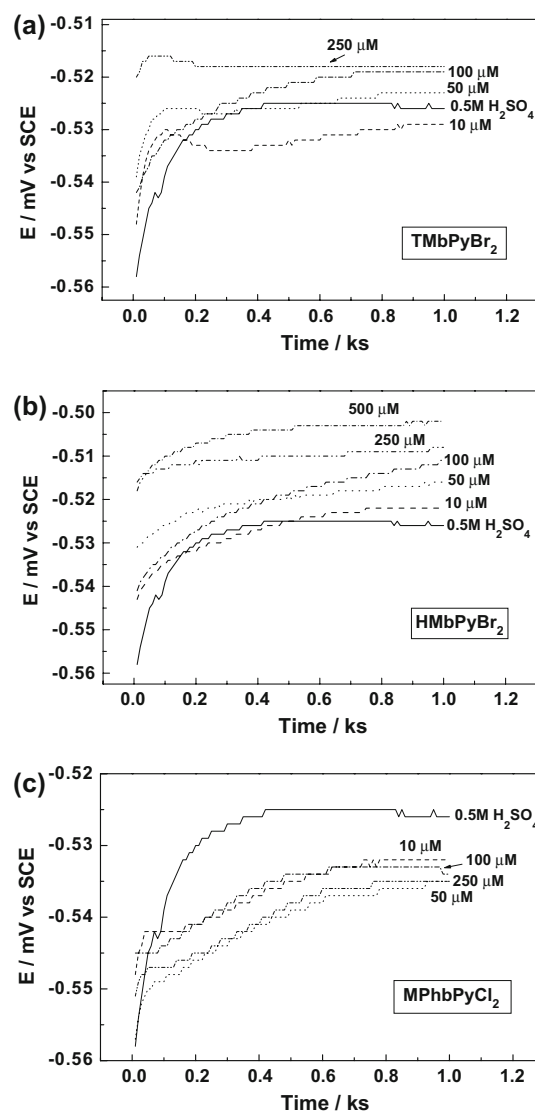 (a)
-0.51
-0.52
-0.53
-0.54
-0.55
-0.56
E / mV vs SCE
250 μM
100 μM
50 μM
0.5M H₂SO₄
10 μM
TMbPyBr₂
0.0 0.2 0.4 0.6 0.8 1.0 1.2
Time / ks
(b)
-0.50
-0.51
-0.52
-0.53
-0.54
-0.55
-0.56
E / mV vs SCE
500 μM
250 μM
100 μM
50 μM
10 μM
0.5M H₂SO₄
HMbPyBr₂
0.0 0.2 0.4 0.6 0.8 1.0 1.2
Time / ks
(c)
-0.52
-0.53
-0.54
-0.55
-0.56
E / mV vs SCE
0.5M H₂SO₄
10 μM
100 μM
250 μM
50 μM
MPhbPyCl₂
0.0 0.2 0.4 0.6 0.8 1.0 1.2
Time / ks